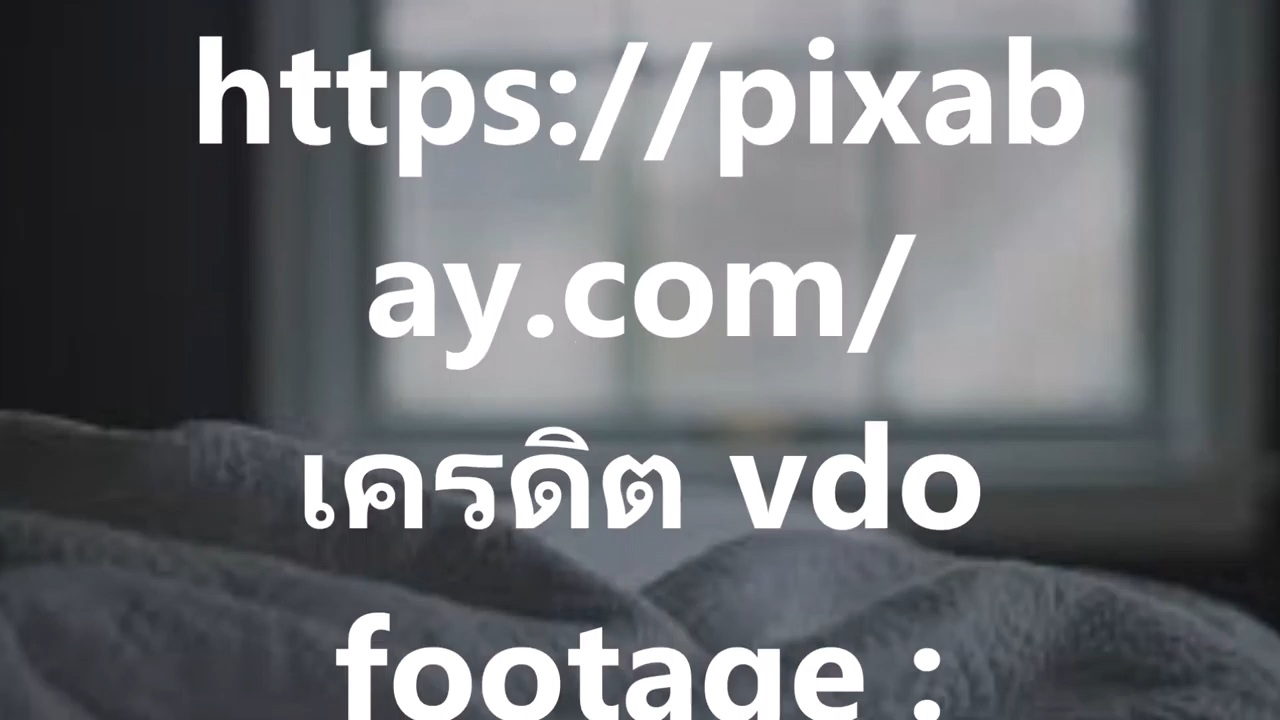 https://pixab
ay.com/
เครดิต vdo
footage :